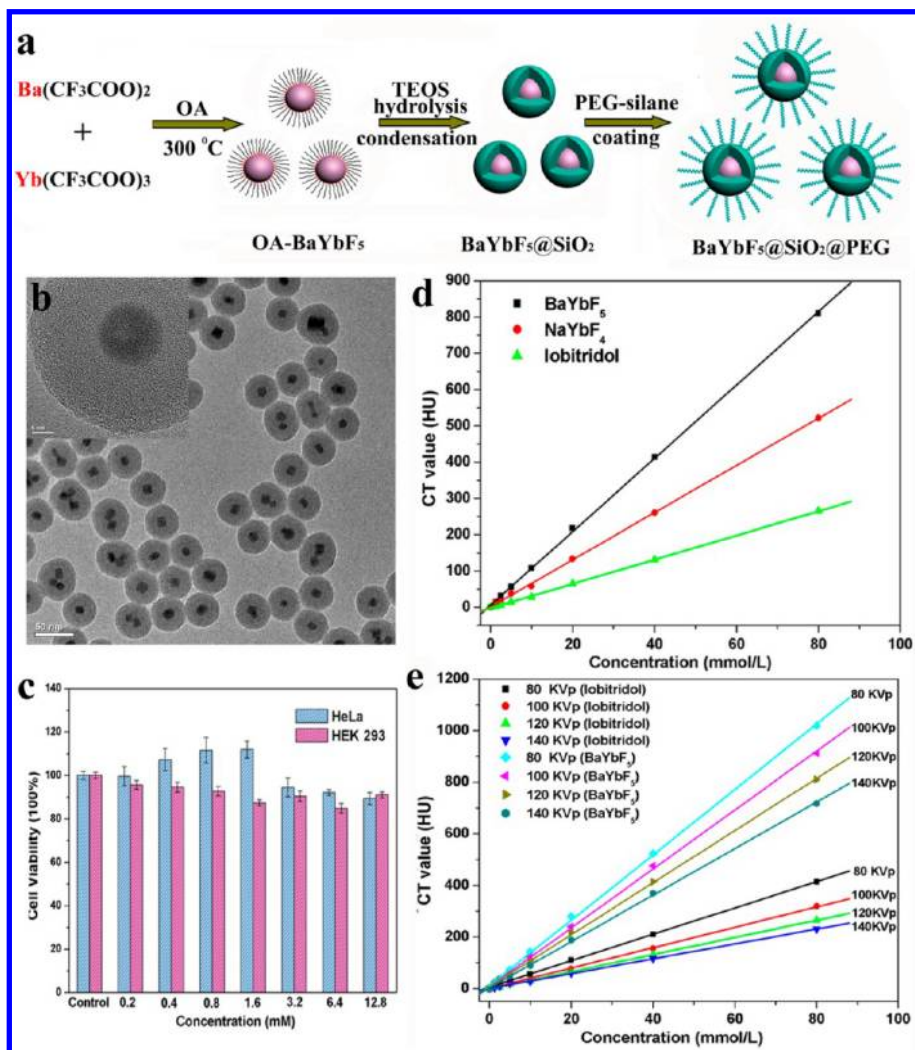 a
Ba(CF3COO)2
+
Yb(CF3COO)3
OA
300 °C
OA-BaYbF5
TEOS
hydrolysis
condensation
BaYbF5@SiO2
PEG-silane
coating
BaYbF5@SiO2@PEG
b
50 nm
c
Cell Viability (100%)
140
120
100
80
60
40
20
0
HeLa
HEK 293
Control 0.2 0.4 0.8 1.6 3.2 6.4 12.8
Concentration (mM)
d
CT value (HU)
900
800
700
600
500
400
300
200
100
0
BaYbF5
NaYbF4
Iobitridol
0 20 40 60 80 100
Concentration (mmol/L)
e
CT value (HU)
1200
1000
800
600
400
200
0
80 KVp (Iobitridol)
100 KVp (Iobitridol)
120 KVp (Iobitridol)
140 KVp (Iobitridol)
80 KVp (BaYbF5)
100 KVp (BaYbF5)
120 KVp (BaYbF5)
140 KVp (BaYbF5)
80 KVp
100KVp
120KVp
140KVp
80 KVp
100KVp
120KVp
140KVp
0 20 40 60 80 100
Concentration (mmol/L)